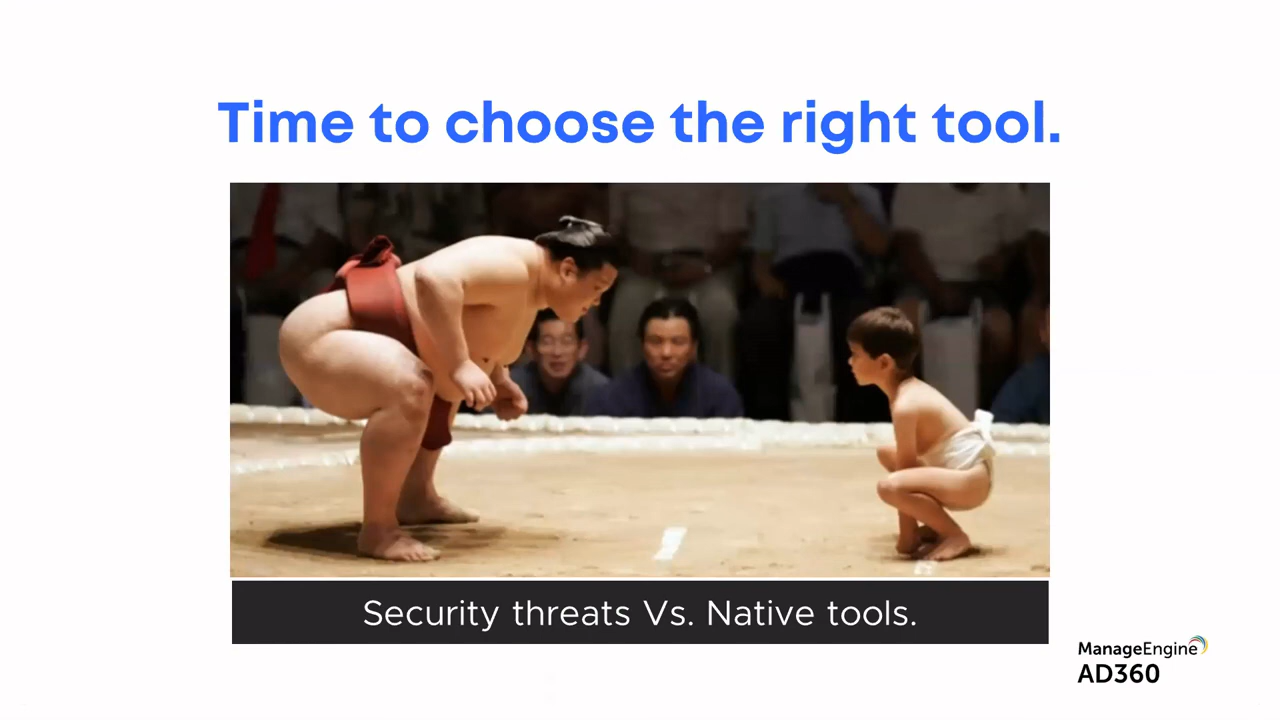 Time to choose the right tool.
Security threats Vs. Native tools.
ManageEngine
AD360